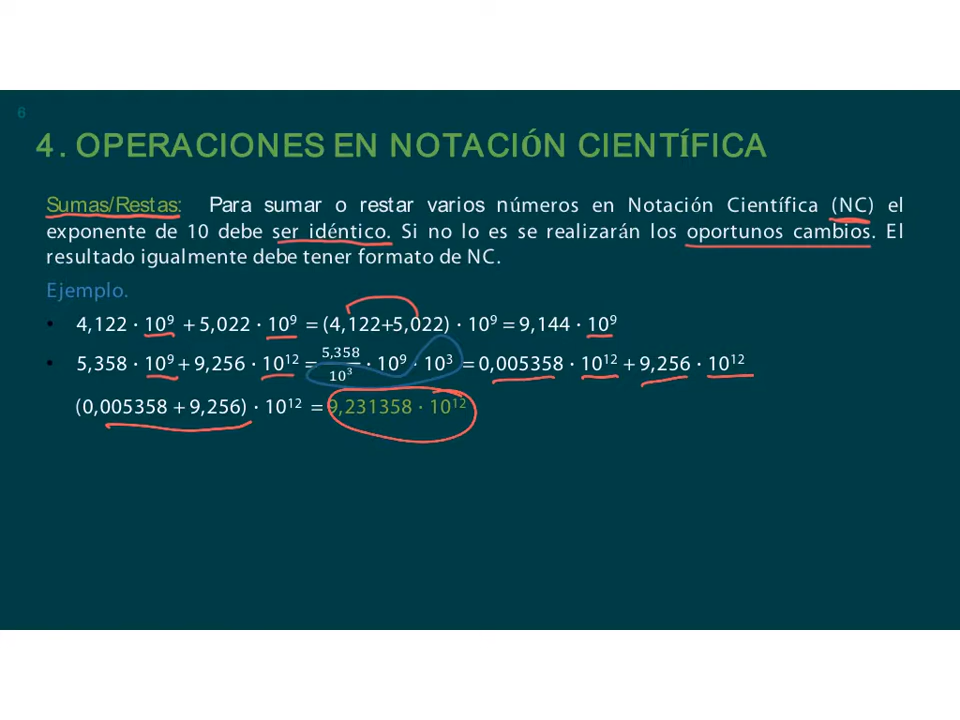 6
4. OPERACIONES EN NOTACIÓN CIENTÍFICA
Sumas/Restas: Para sumar o restar varios números en Notación Científica (NC) el
exponente de 10 debe ser idéntico. Si no lo es se realizarán los oportunos cambios. El
resultado igualmente debe tener formato de NC.
Ejemplo.
• 4,122 · 10⁹ + 5,022 · 10⁹ = (4,122+5,022) · 10⁹ = 9,144 · 10⁹
• 5,358 · 10⁹ + 9,256 · 10¹² = 5,358/10³ · 10⁹ · 10³ = 0,005358 · 10¹² + 9,256 · 10¹²
(0,005358 + 9,256) · 10¹² = 9,231358 · 10¹²